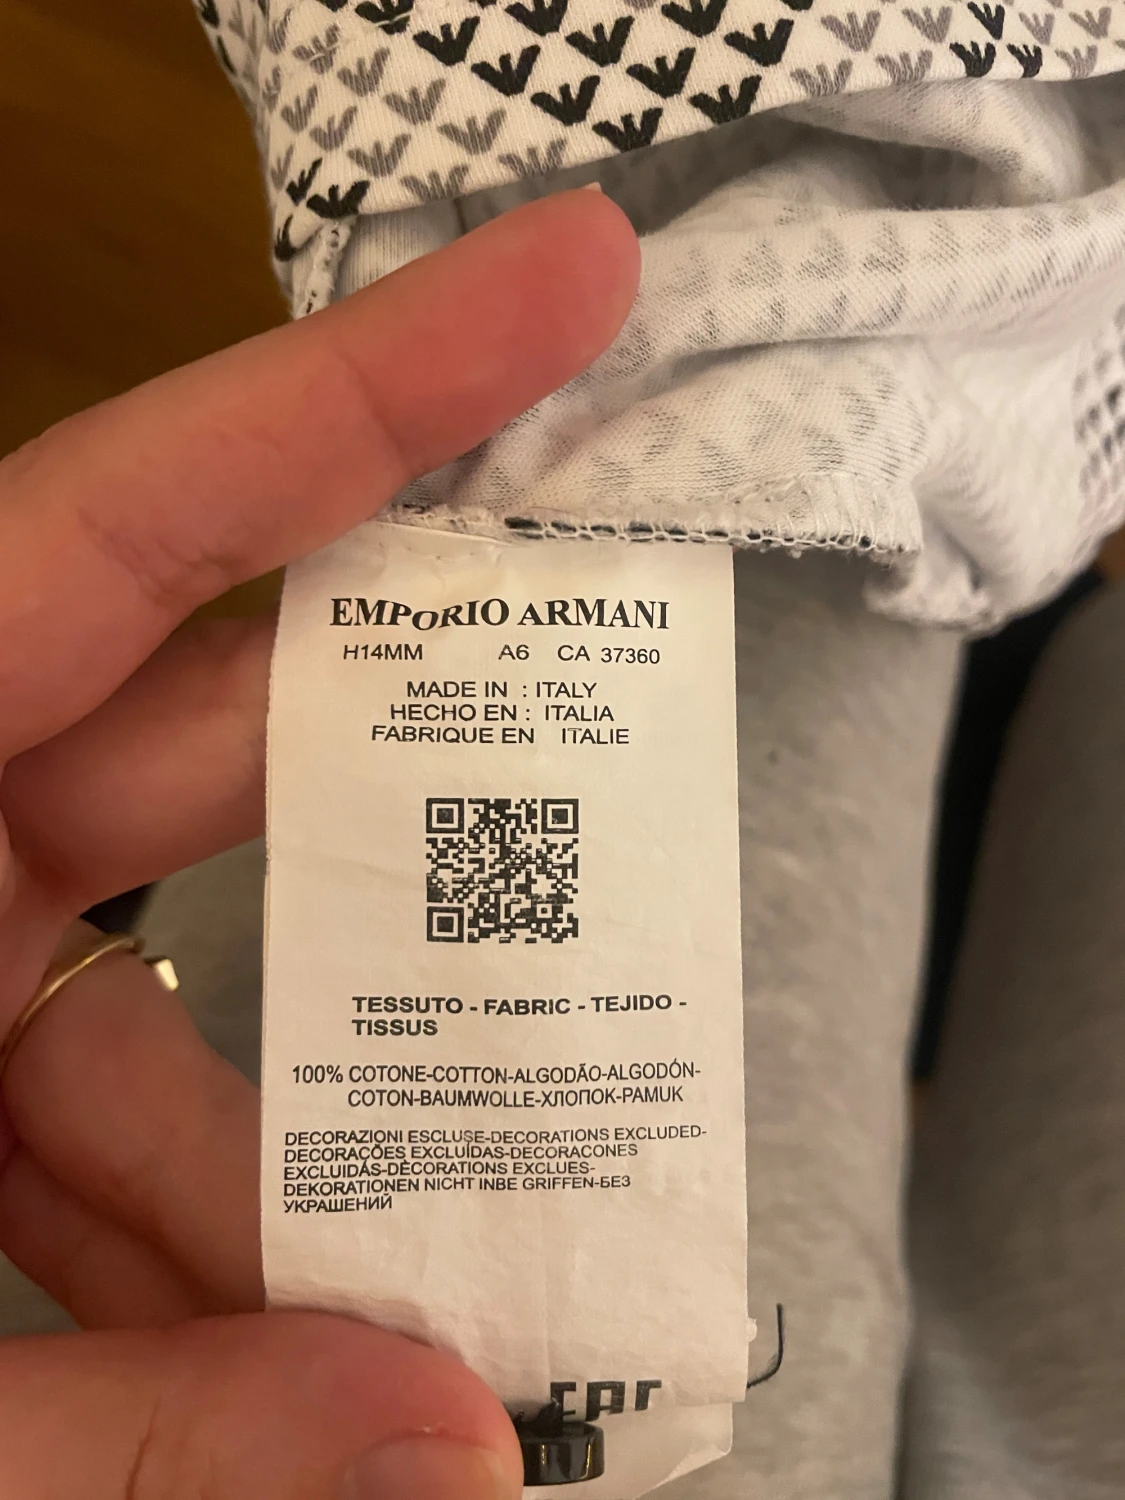 EMPORIO ARMANI
H14MM A6 CA 37360
MADE IN : ITALY
HECHO EN : ITALIA
FABRIQUE EN ITALIE
TESSUTO - FABRIC - TEJIDO -
TISSUS
100% COTONE-COTTON-ALGODÃO-ALGODÓN-
COTON-BAUMWOLLE-ХЛОПОК-PAMUK
DECORAZIONI ESCLUSE-DECORATIONS EXCLUDED-
DECORAÇÕES EXCLUÍDAS-DECORACONES
EXCLUIDÁS-DÈCORATIONS EXCLUES-
DEKORATIONEN NICHT INBE GRIFFEN-БЕЗ
УКРАШЕНИЙ